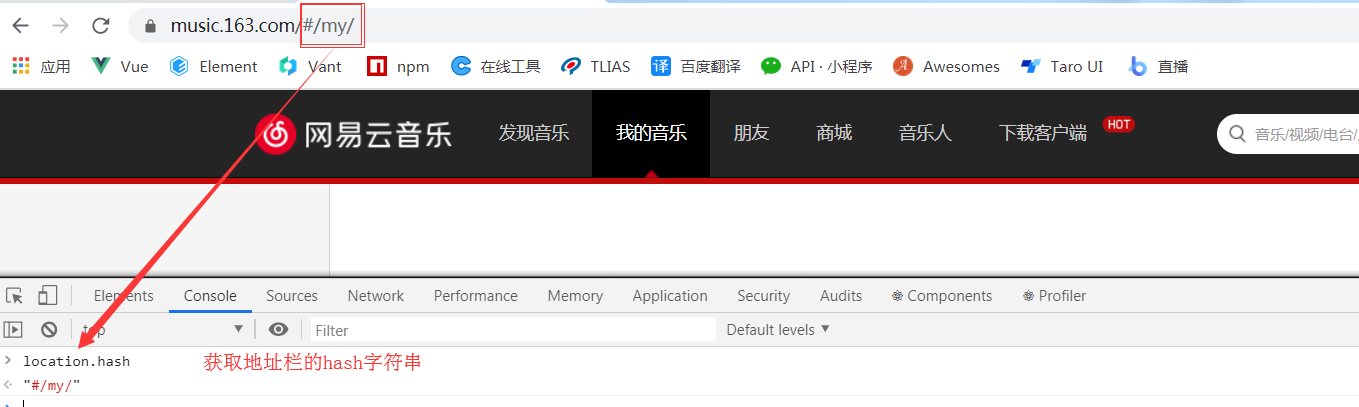 music.163.com/#/my/
应用 Vue Element Vant npm 在线工具 TLIAS 百度翻译 API · 小程序 Awesomes Taro UI 直播
网易云音乐 发现音乐 我的音乐 朋友 商城 音乐人 下载客户端 HOT 音乐/视频/电台/
Elements Console Sources Network Performance Memory Application Security Audits Components Profiler
top Filter Default levels
location.hash 获取地址栏的hash字符串
"#/my/"